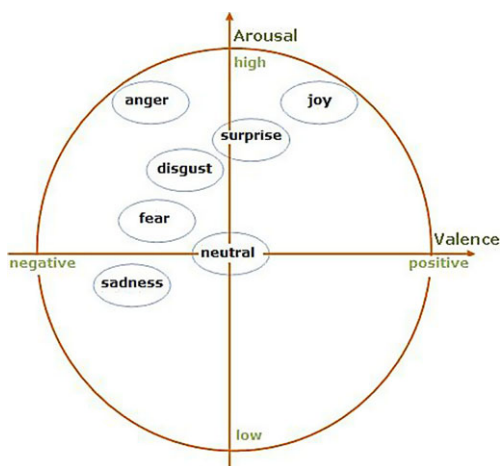 Arousal
high
anger
joy
surprise
disgust
fear
Valence
neutral
negative
positive
sadness
low